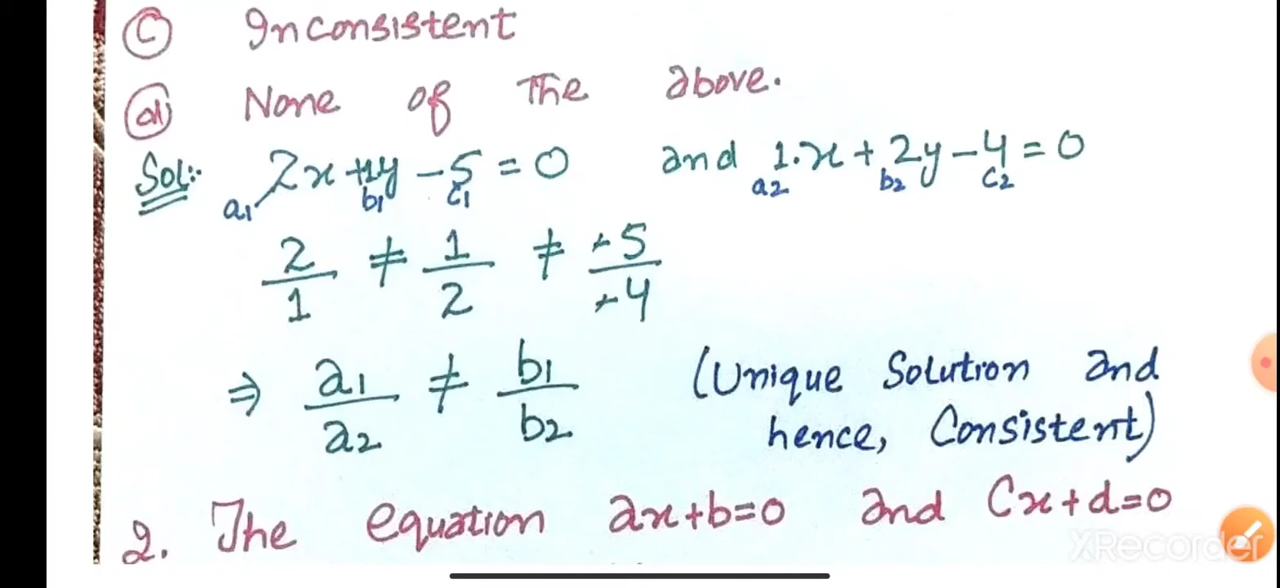 (C) Inconsistent
(d) None of The above.
Sol:- 2x+1y-5=0 and 1.x+2y-4=0
a1 b1 c1 a2 b2 c2
2/1 ≠ 1/2 ≠ -5/-4
⇒ a1/a2 ≠ b1/b2 (Unique Solution and
hence, Consistent)
2. The equation ax+b=0 and Cx+d=0
XRecorder